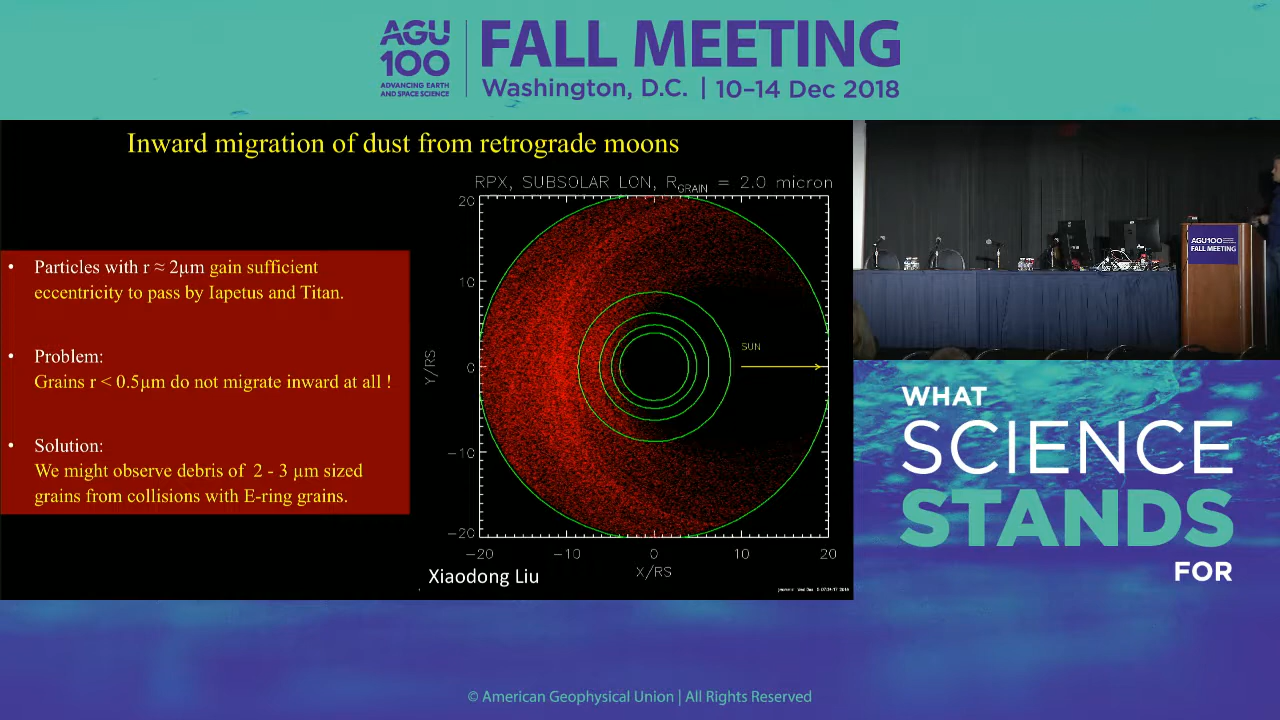 AGU
100
ADVANCING EARTH
AND SPACE SCIENCE
FALL MEETING
Washington, D.C. | 10–14 Dec 2018
Inward migration of dust from retrograde moons
• Particles with r ≈ 2µm gain sufficient
eccentricity to pass by Iapetus and Titan.
• Problem:
Grains r < 0.5µm do not migrate inward at all !
• Solution:
We might observe debris of 2 - 3 µm sized
grains from collisions with E-ring grains.
RPX, SUBSOLAR LON, RGRAIN = 2.0 micron
20
10
0
−10
−20
Y/RS
SUN
−20 −10 0 10 20
X/RS
Xiaodong Liu
AGU100
FALL MEETING
WHAT
SCIENCE
STANDS
FOR
© American Geophysical Union | All Rights Reserved